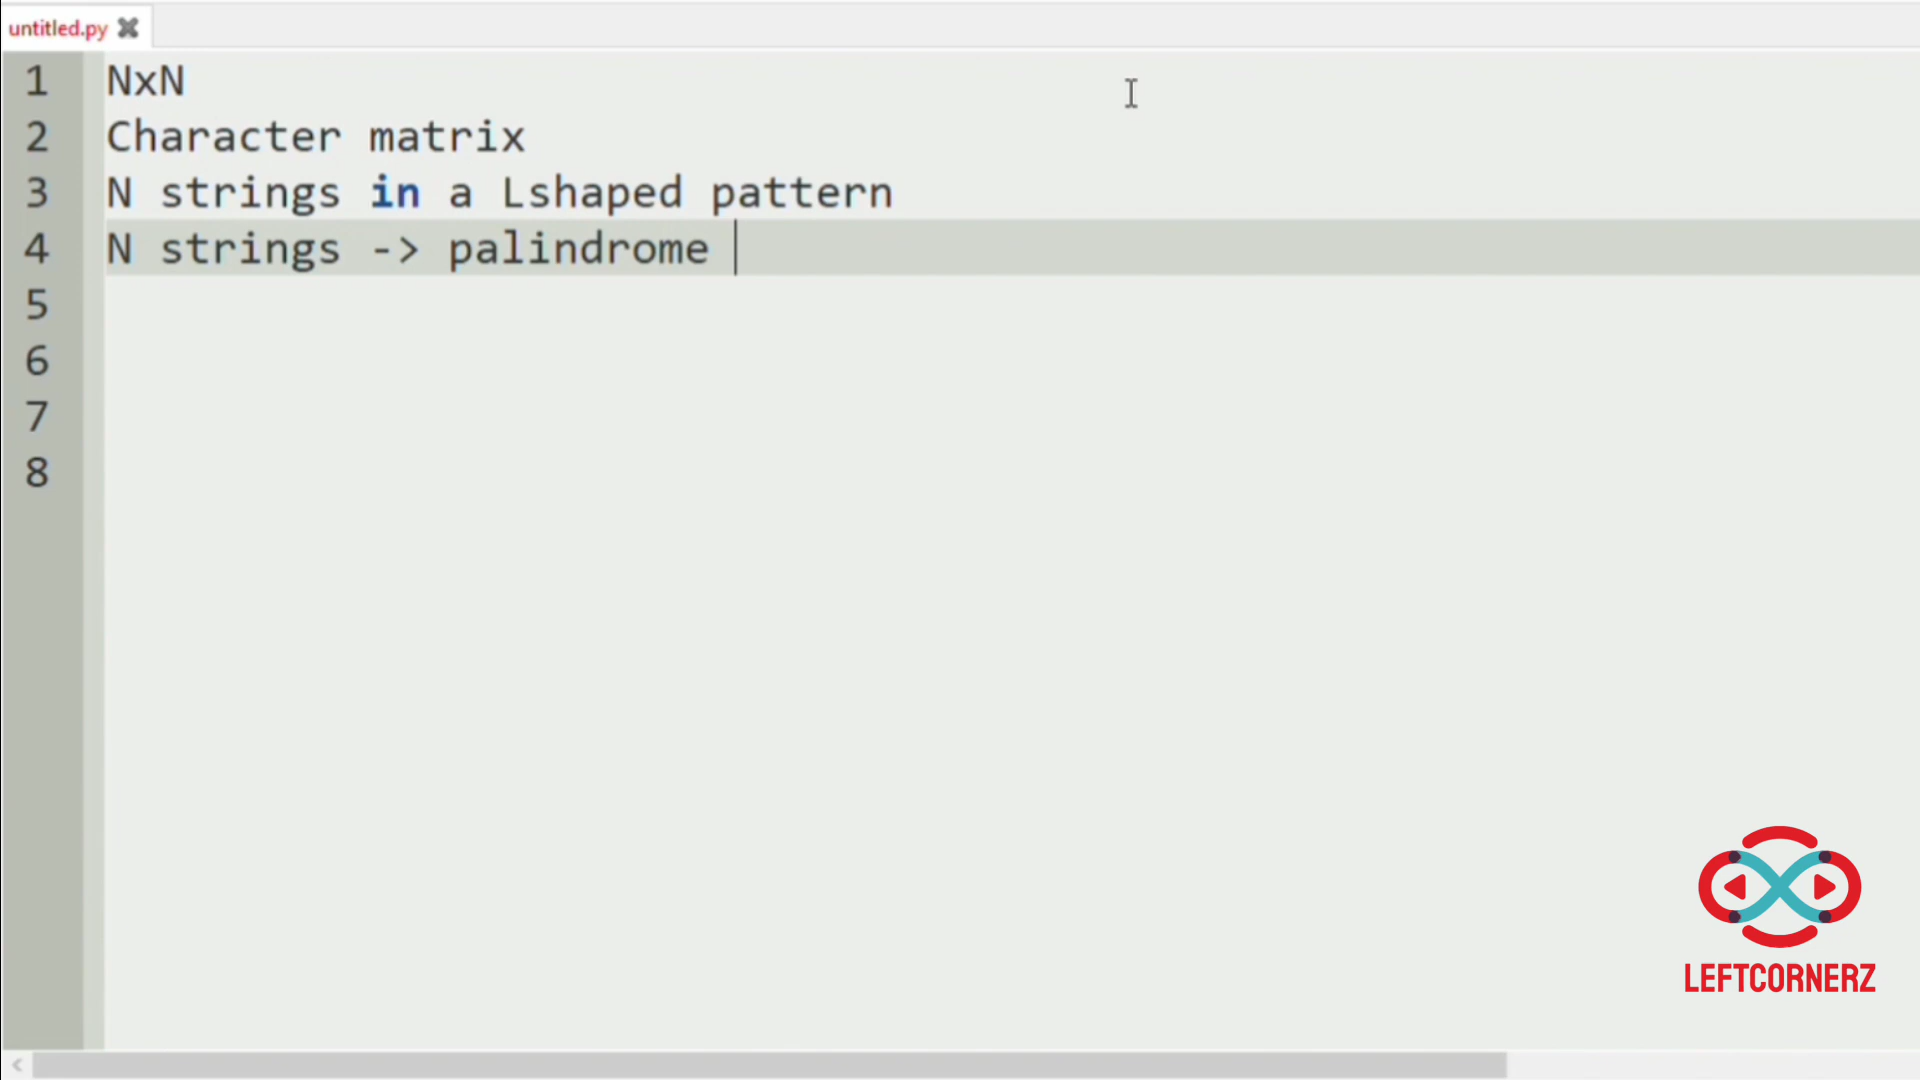 untitled.py
1 NxN
2 Character matrix
3 N strings in a Lshaped pattern
4 N strings -> palindrome
5
6
7
8
LEFTCORNERZ